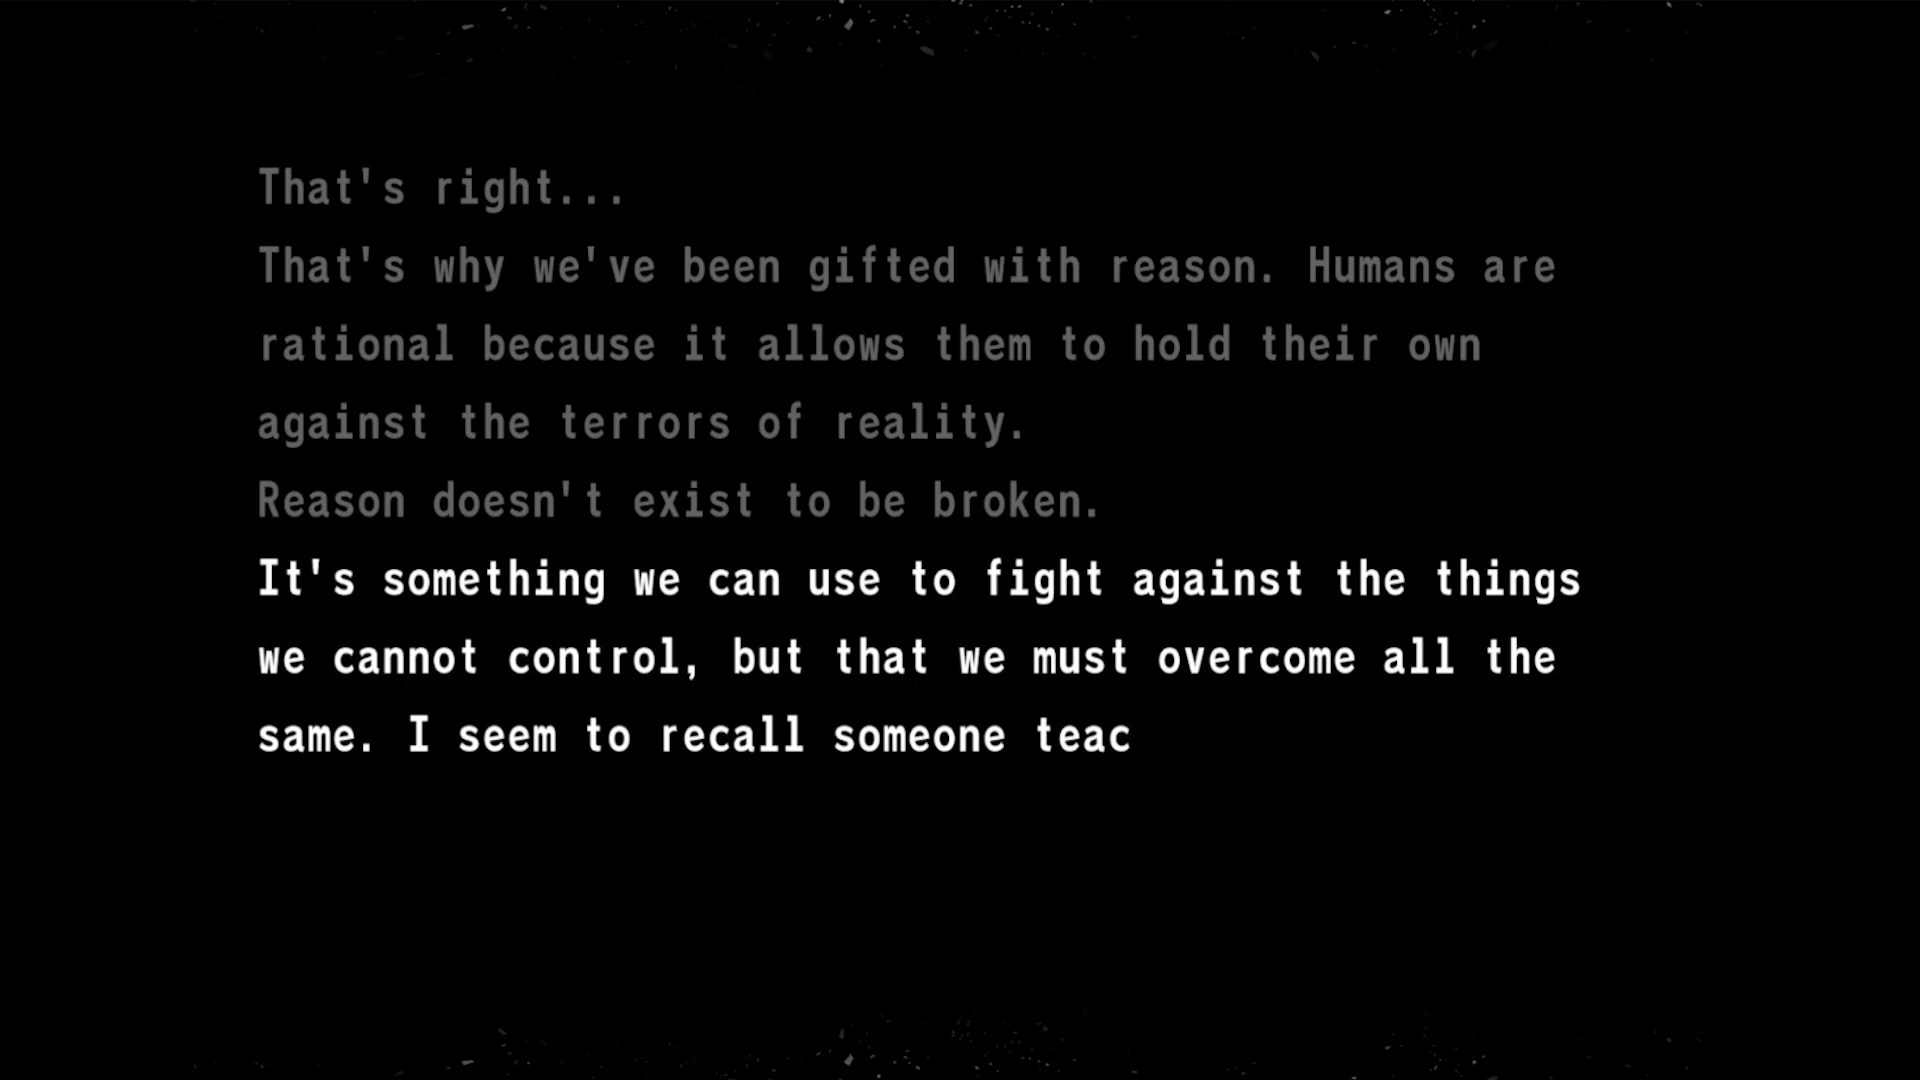 That's right...
That's why we've been gifted with reason. Humans are
rational because it allows them to hold their own
against the terrors of reality.
Reason doesn't exist to be broken.
It's something we can use to fight against the things
we cannot control, but that we must overcome all the
same. I seem to recall someone teac